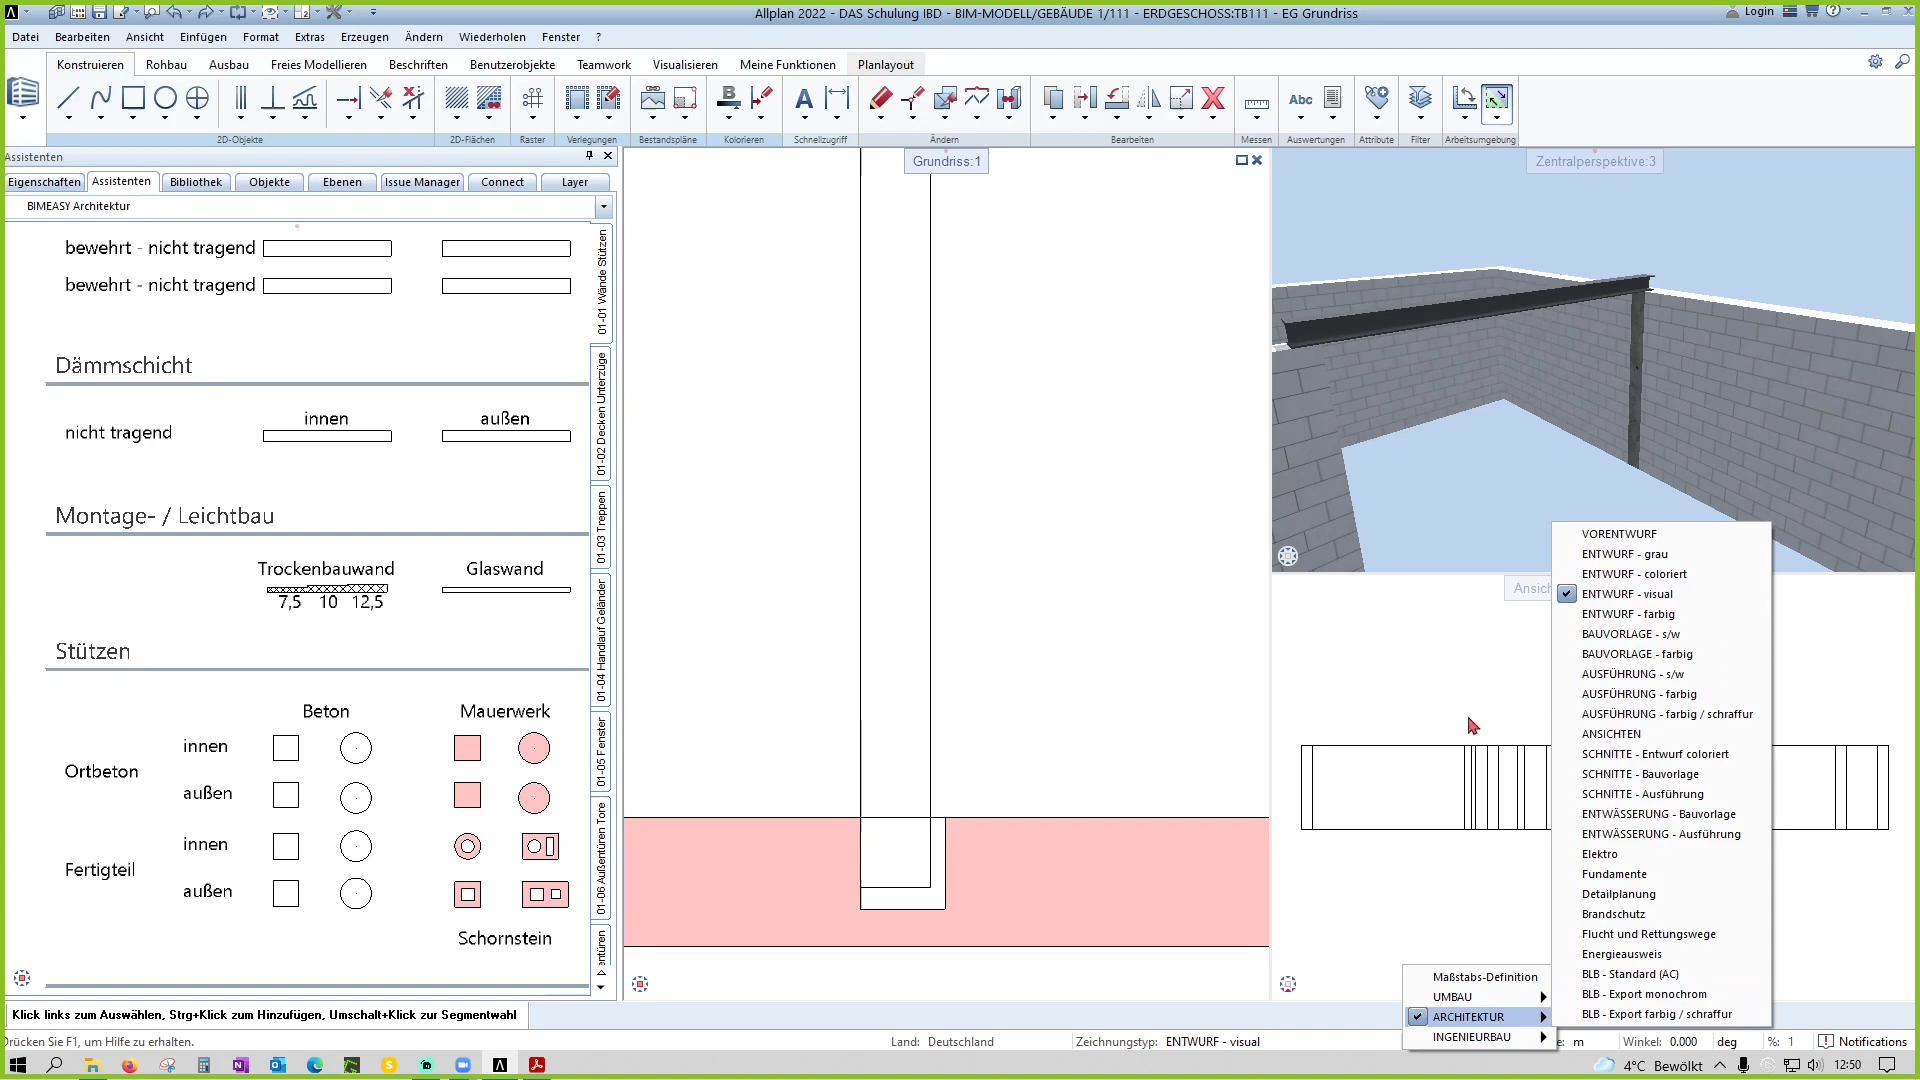 Allplan 2022 - DAS Schulung IBD - BIM-MODELL/GEBÄUDE 1/111 - ERDGESCHOSS:TB111 - EG Grundriss
Login
Datei Bearbeiten Ansicht Einfügen Format Extras Erzeugen Ändern Wiederholen Fenster ?
Konstruieren Rohbau Ausbau Freies Modellieren Beschriften Benutzerobjekte Teamwork Visualisieren Meine Funktionen Planlayout
Abc
2D-Objekte 2D-Flächen Raster Verlegungen Bestandspläne Kolorieren Schnellzugriff Ändern Bearbeiten Messen Auswertungen Attribute Filter Arbeitsumgebung
Assistenten
Eigenschaften Assistenten Bibliothek Objekte Ebenen Issue Manager Connect Layer
BIMEASY Architektur
bewehrt - nicht tragend
bewehrt - nicht tragend
Dämmschicht
innen außen
nicht tragend
Montage- / Leichtbau
Trockenbauwand Glaswand
7,5 10 12,5
Stützen
Beton Mauerwerk
innen
Ortbeton
außen
innen
Fertigteil
außen
Schornstein
01-01 Wände Stützen
01-02 Decken Unterzüge
01-03 Treppen
01-04 Handlauf Geländer
01-05 Fenster
01-06 Außentüren Tore
entüren
Grundriss:1
Zentralperspektive:3
Ansich
VORENTWURF
ENTWURF - grau
ENTWURF - coloriert
ENTWURF - visual
ENTWURF - farbig
BAUVORLAGE - s/w
BAUVORLAGE - farbig
AUSFÜHRUNG - s/w
AUSFÜHRUNG - farbig
AUSFÜHRUNG - farbig / schraffur
ANSICHTEN
SCHNITTE - Entwurf coloriert
SCHNITTE - Bauvorlage
SCHNITTE - Ausführung
ENTWÄSSERUNG - Bauvorlage
ENTWÄSSERUNG - Ausführung
Elektro
Fundamente
Detailplanung
Brandschutz
Flucht und Rettungswege
Energieausweis
BLB - Standard (AC)
BLB - Export monochrom
BLB - Export farbig / schraffur
Maßstabs-Definition
UMBAU
ARCHITEKTUR
INGENIEURBAU
Klick links zum Auswählen, Strg+Klick zum Hinzufügen, Umschalt+Klick zur Segmentwahl
Drücken Sie F1, um Hilfe zu erhalten. Land: Deutschland Zeichnungstyp: ENTWURF - visual e: m Winkel: 0.000 deg %: 1 Notifications
4°C Bewölkt 12:50